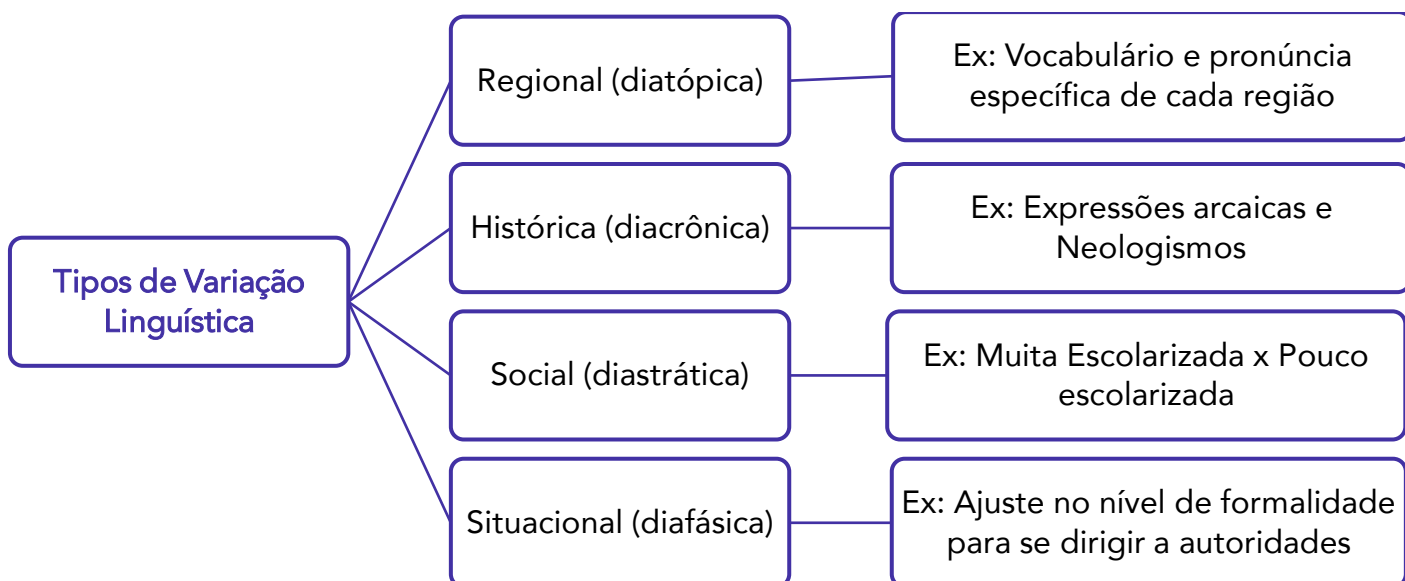 Tipos de Variação
Linguística
Regional (diatópica)
Ex: Vocabulário e pronúncia
específica de cada região
Histórica (diacrônica)
Ex: Expressões arcaicas e
Neologismos
Social (diastrática)
Ex: Muita Escolarizada x Pouco
escolarizada
Situacional (diafásica)
Ex: Ajuste no nível de formalidade
para se dirigir a autoridades